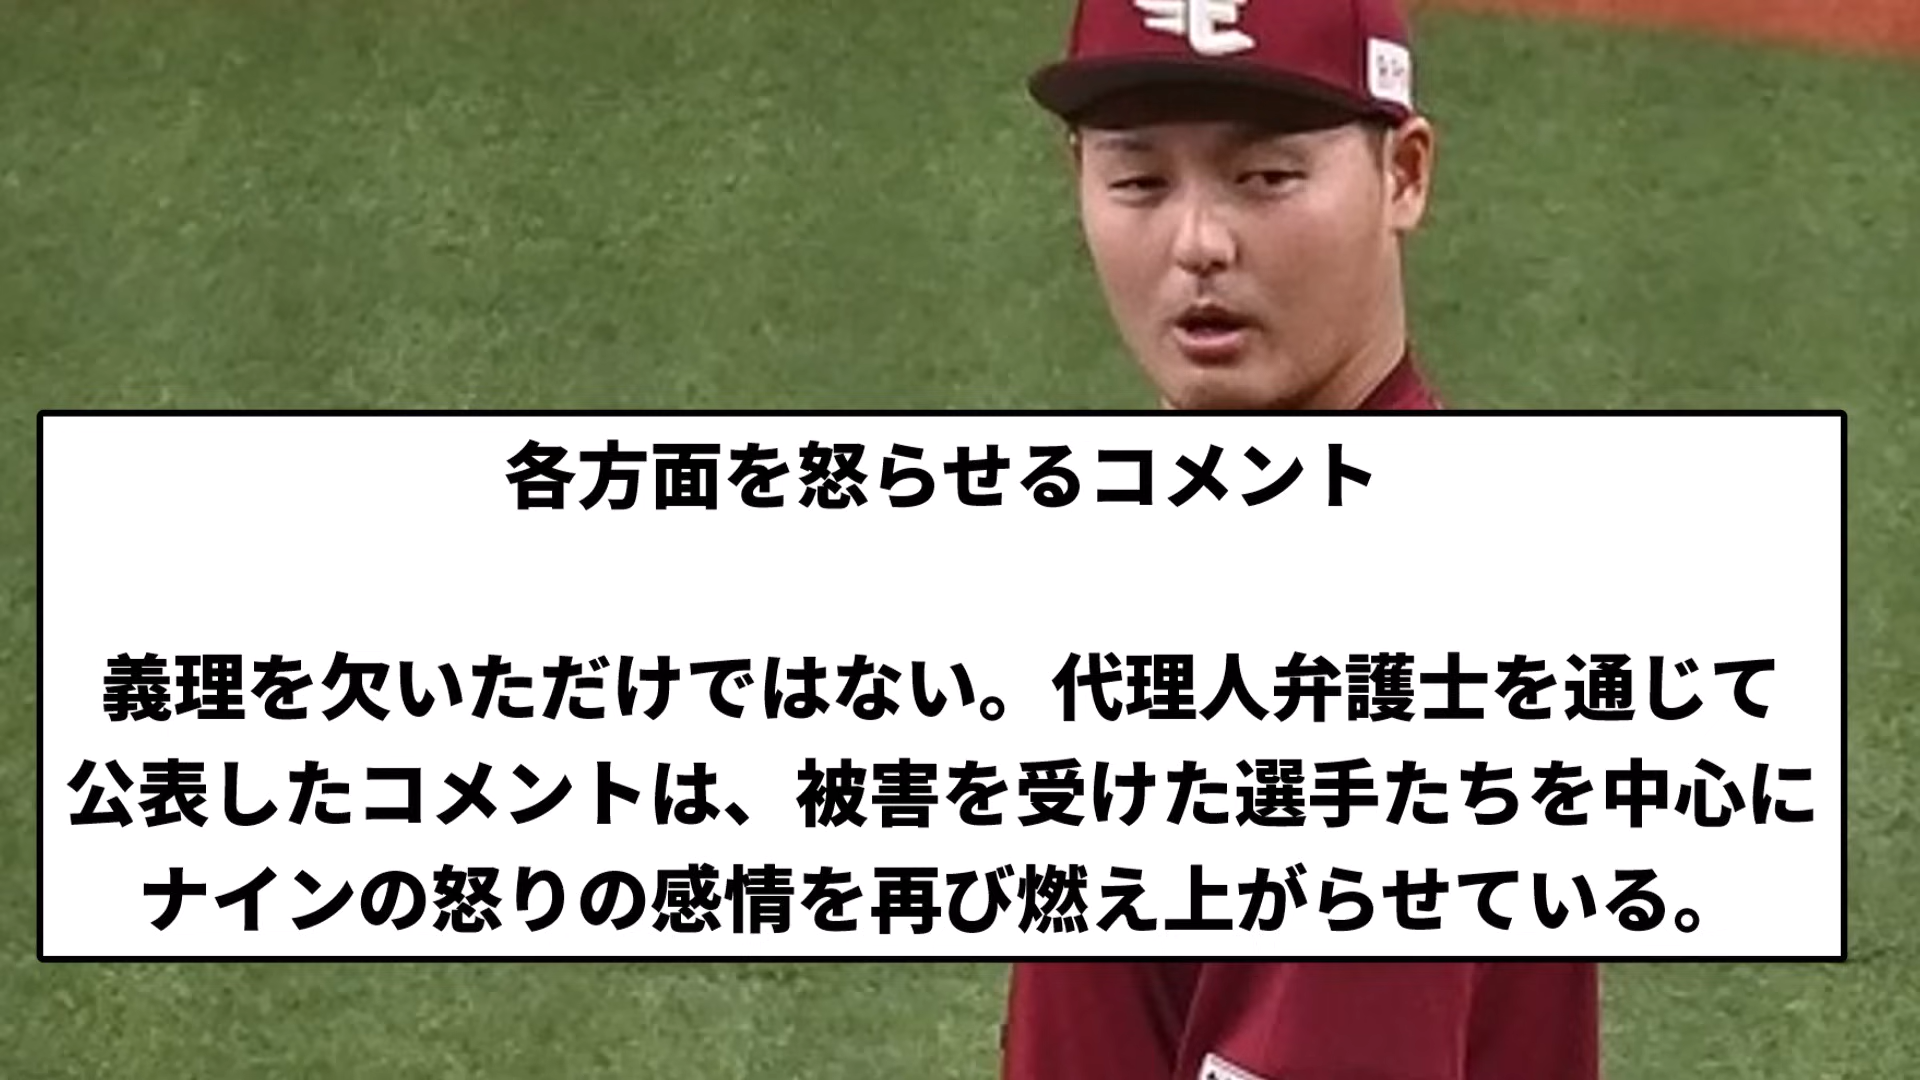 各方面を怒らせるコメント
義理を欠いただけではない。代理人弁護士を通じて
公表したコメントは、被害を受けた選手たちを中心に
ナインの怒りの感情を再び燃え上がらせている。